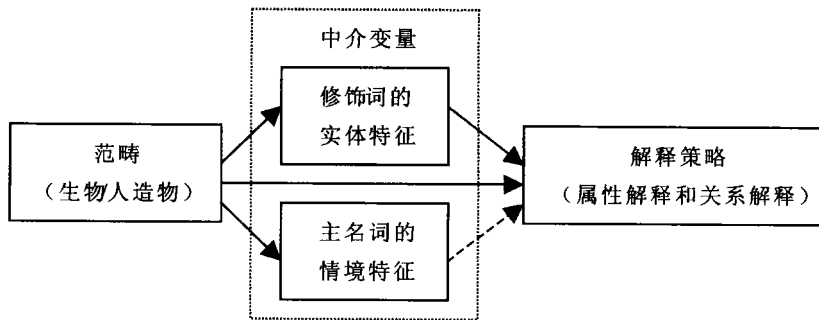 中介变量
修饰词的
实体特征
范畴
（生物/人造物）
解释策略
（属性解释和关系解释）
主名词的
情境特征